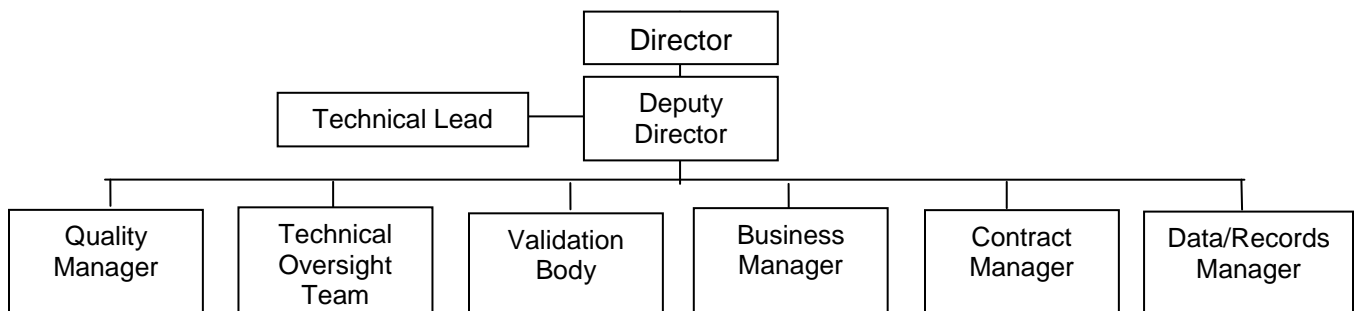 Director
Deputy
Director
Technical Lead
Quality
Manager
Technical
Oversight
Team
Validation
Body
Business
Manager
Contract
Manager
Data/Records
Manager